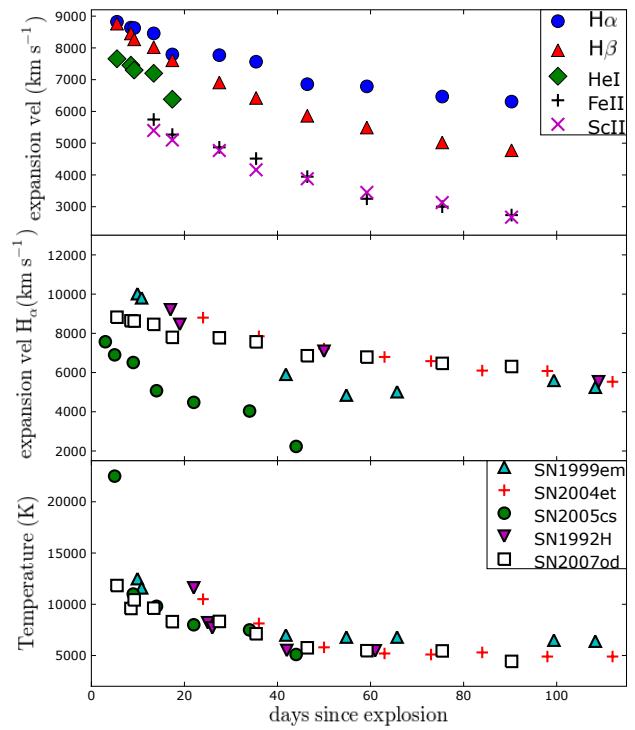 9000
8000
7000
6000
5000
4000
3000
expansion vel (km s⁻¹)
Hα
Hβ
HeI
FeII
ScII
12000
10000
8000
6000
4000
2000
expansion vel Hα(km s⁻¹)
20000
15000
10000
5000
Temperature (K)
SN1999em
SN2004et
SN2005cs
SN1992H
SN2007od
0 20 40 60 80 100
days since explosion